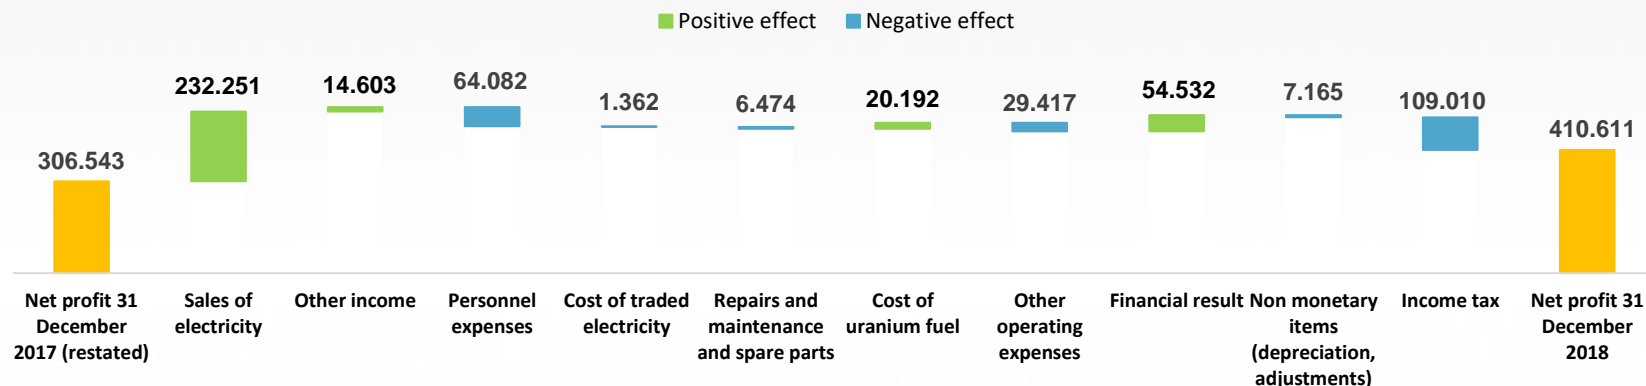 Positive effect Negative effect
306.543
232.251
14.603
64.082
1.362
6.474
20.192
29.417
54.532
7.165
109.010
410.611
Net profit 31
December
2017 (restated)
Sales of
electricity
Other income
Personnel
expenses
Cost of traded
electricity
Repairs and
maintenance
and spare parts
Cost of
uranium fuel
Other
operating
expenses
Financial result
Non monetary
items
(depreciation,
adjustments)
Income tax
Net profit 31
December
2018